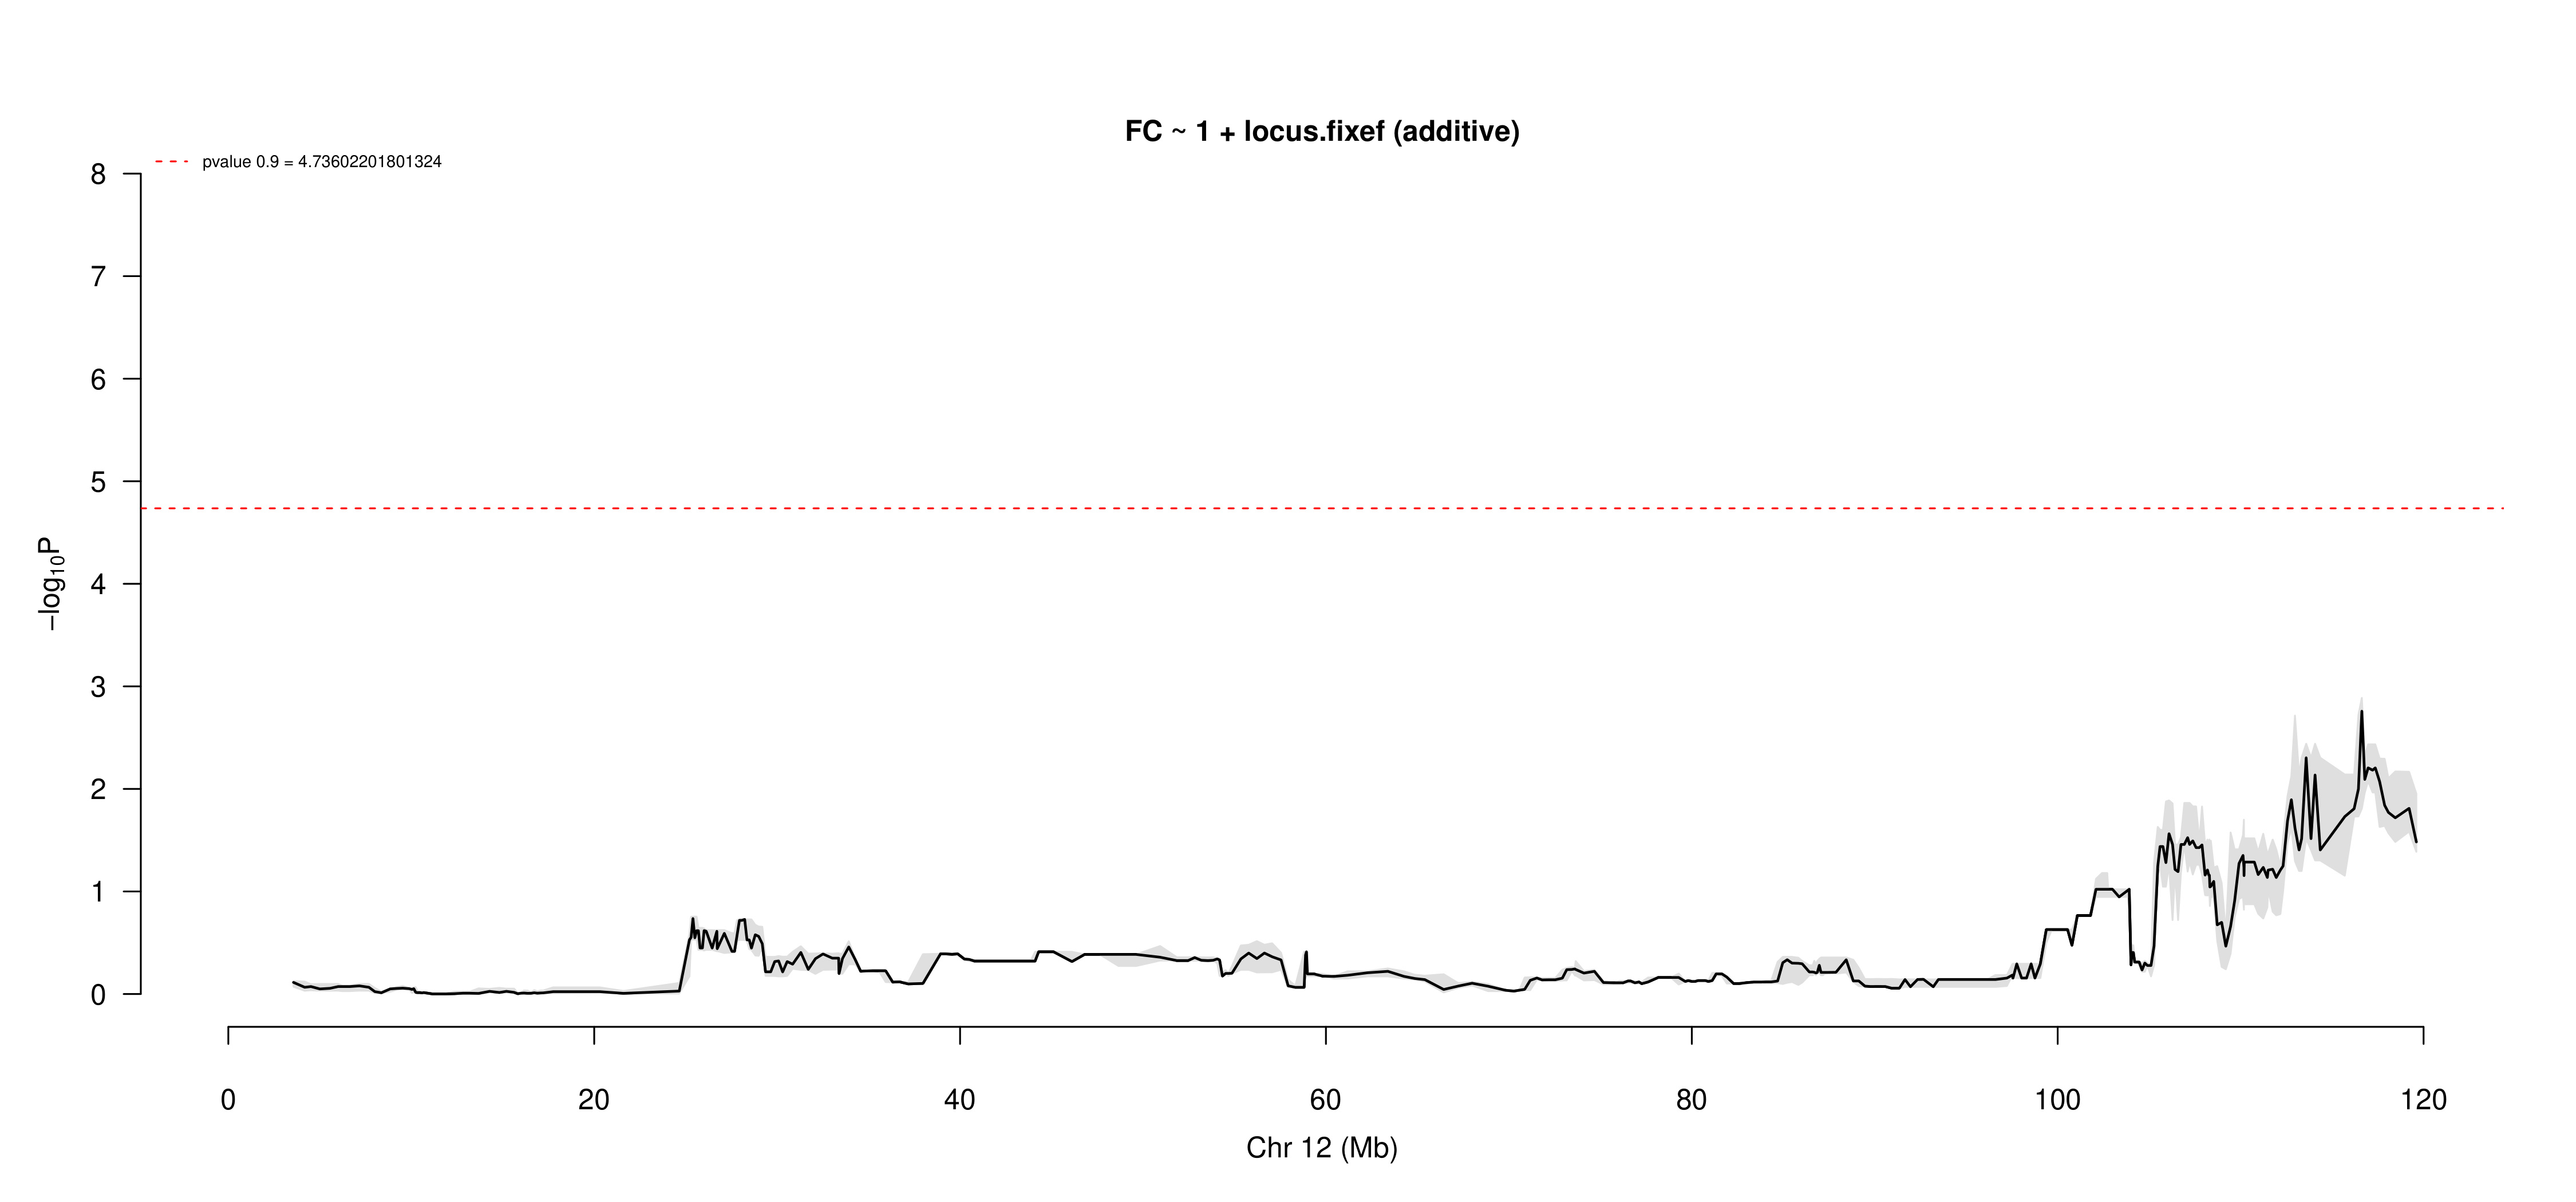 FC ~ 1 + locus.fixef (additive)
pvalue 0.9 = 4.73602201801324
8
7
6
5
4
3
2
1
0
−log10P
0 20 40 60 80 100 120
Chr 12 (Mb)